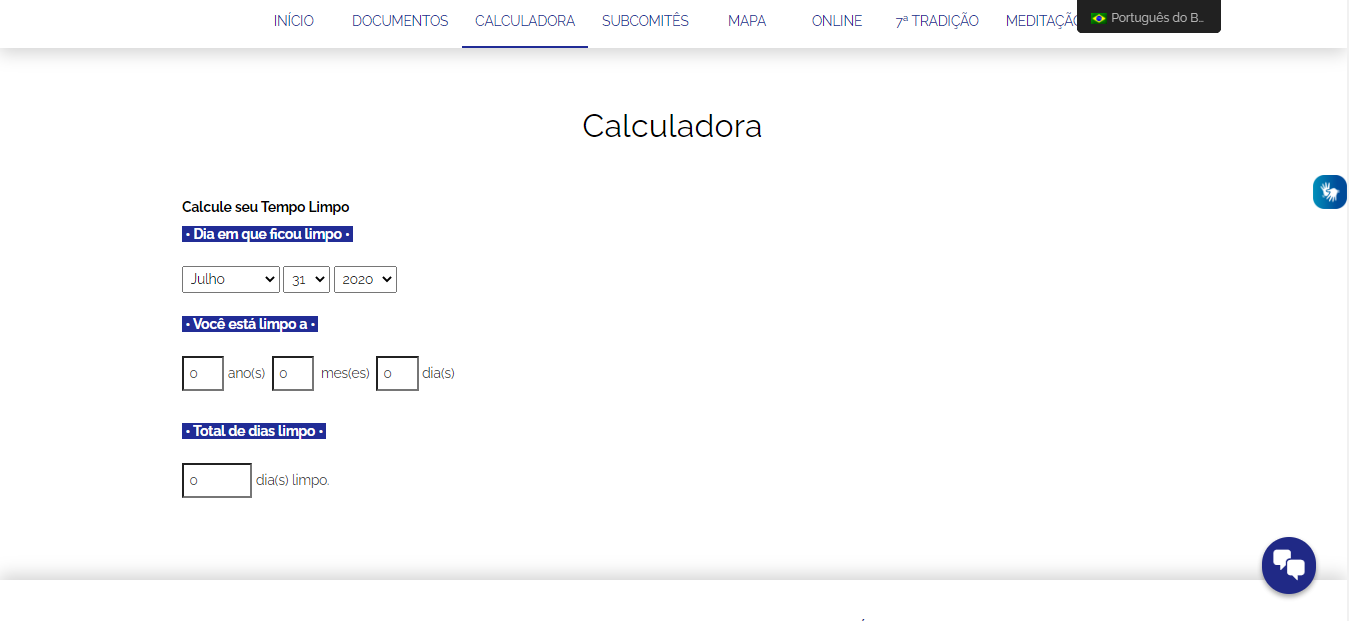 INÍCIO DOCUMENTOS CALCULADORA SUBCOMITÊS MAPA ONLINE 7ª TRADIÇÃO MEDITAÇÃO Português do B...
Calculadora
Calcule seu Tempo Limpo
• Dia em que ficou limpo •
Julho 31 2020
• Você está limpo a •
0 ano(s) 0 mes(es) 0 dia(s)
• Total de dias limpo •
0 dia(s) limpo.